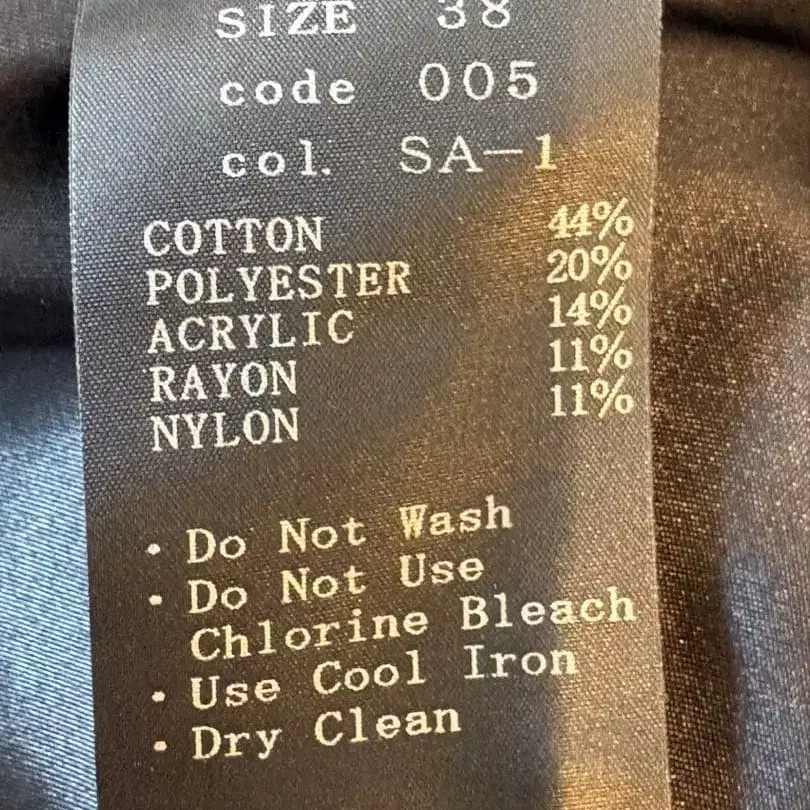 SIZE 38
code 005
col. SA-1
COTTON 44%
POLYESTER 20%
ACRYLIC 14%
RAYON 11%
NYLON 11%
・Do Not Wash
・Do Not Use
Chlorine Bleach
・Use Cool Iron
・Dry Clean